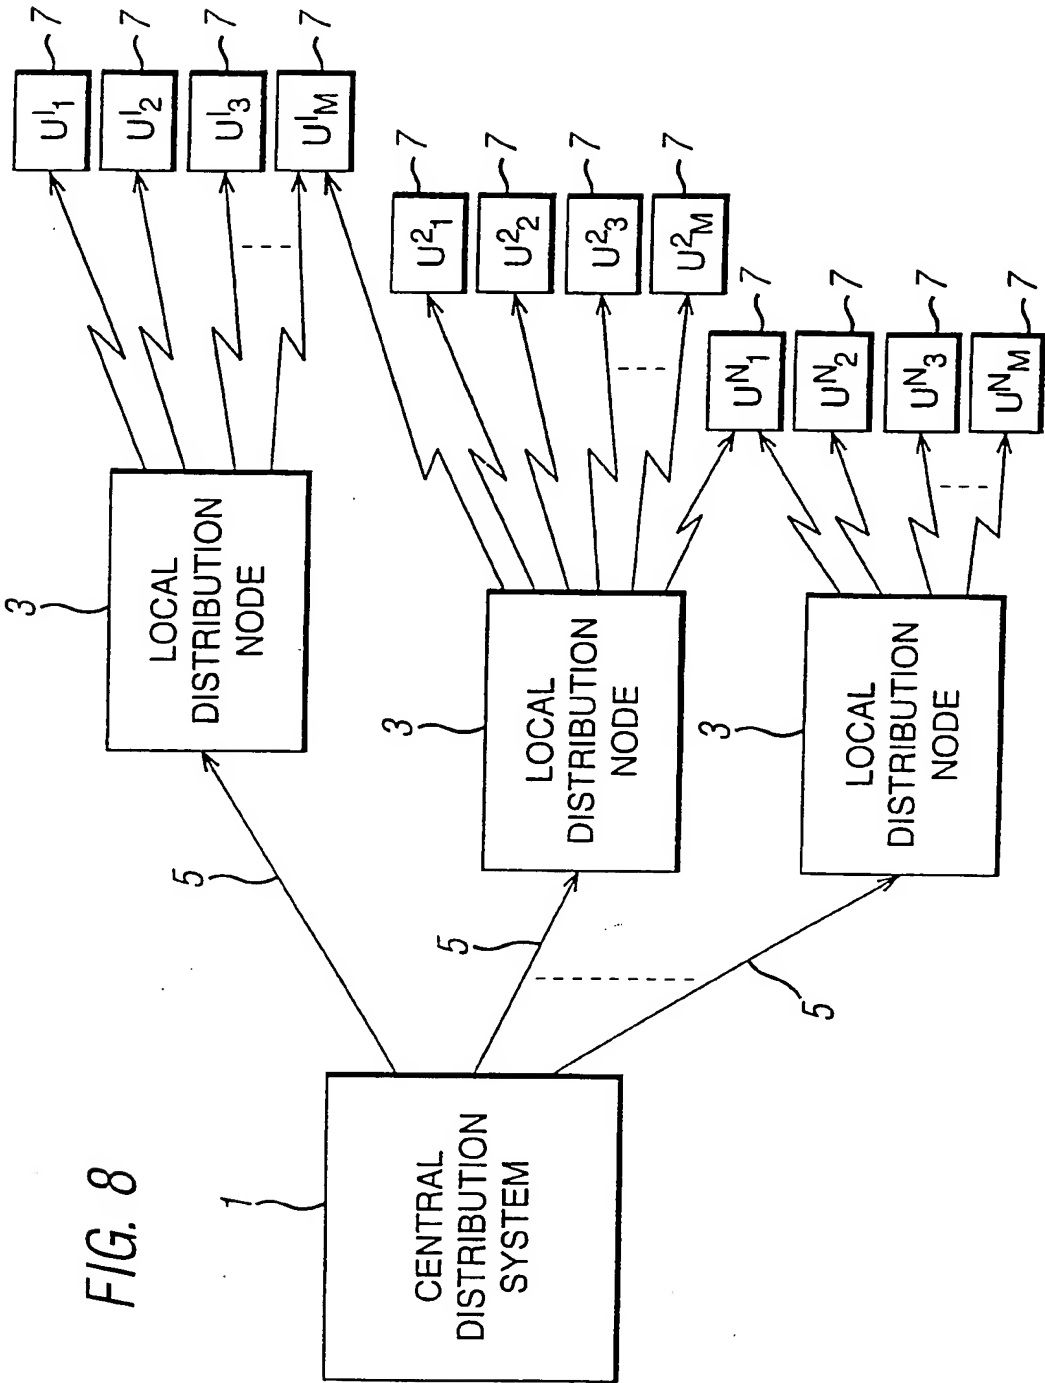 FIG. 8
1
CENTRAL
DISTRIBUTION
SYSTEM
5
5
5
3
LOCAL
DISTRIBUTION
NODE
3
LOCAL
DISTRIBUTION
NODE
3
LOCAL
DISTRIBUTION
NODE
U¹₁
7
U¹₂
7
U¹₃
7
U¹M
7
U²₁
7
U²₂
7
U²₃
7
U²M
7
Uᴺ₁
7
Uᴺ₂
7
Uᴺ₃
7
UᴺM
7